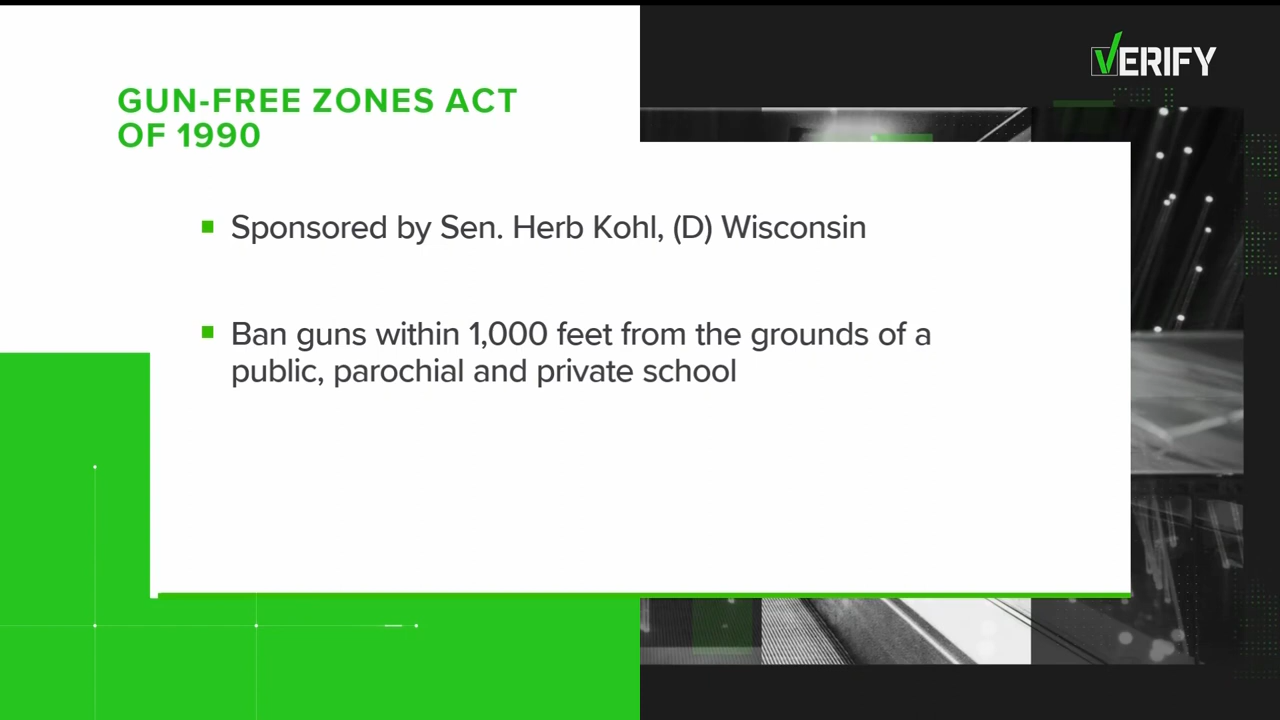 VERIFY
GUN-FREE ZONES ACT
OF 1990
Sponsored by Sen. Herb Kohl, (D) Wisconsin
Ban guns within 1,000 feet from the grounds of a
public, parochial and private school